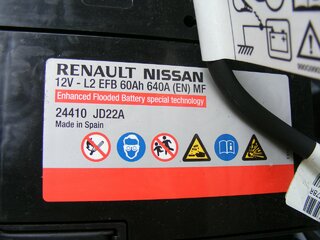 RENAULT NISSAN
12V - L2 EFB 60Ah 640A (EN) MF
Enhanced Flooded Battery special technology
24410 JD22A
Made in Spain